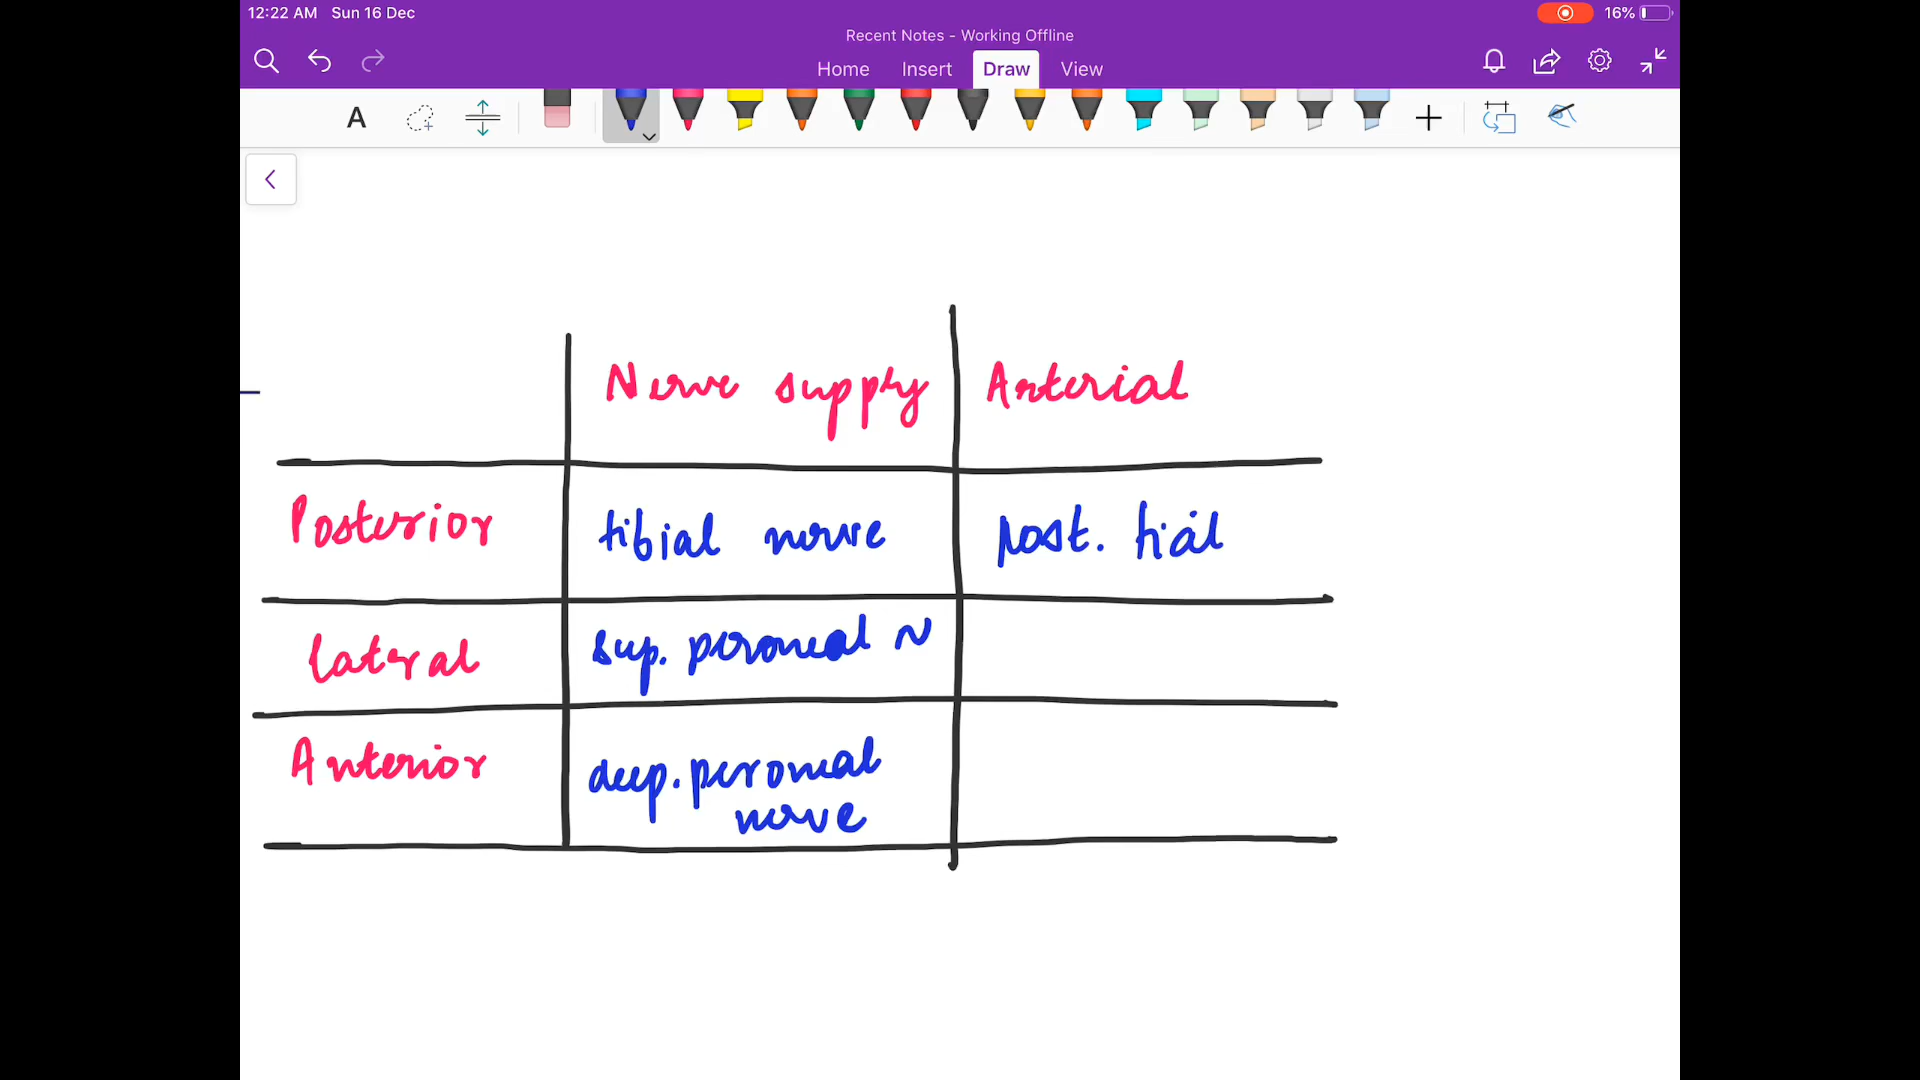 12:22 AM Sun 16 Dec
16%
Recent Notes - Working Offline
Home Insert Draw View
A
Nerve supply Arterial
Posterior tibial nerve post. tial
lateral sup. peroneal N
Anterior deep. peroneal
nerve